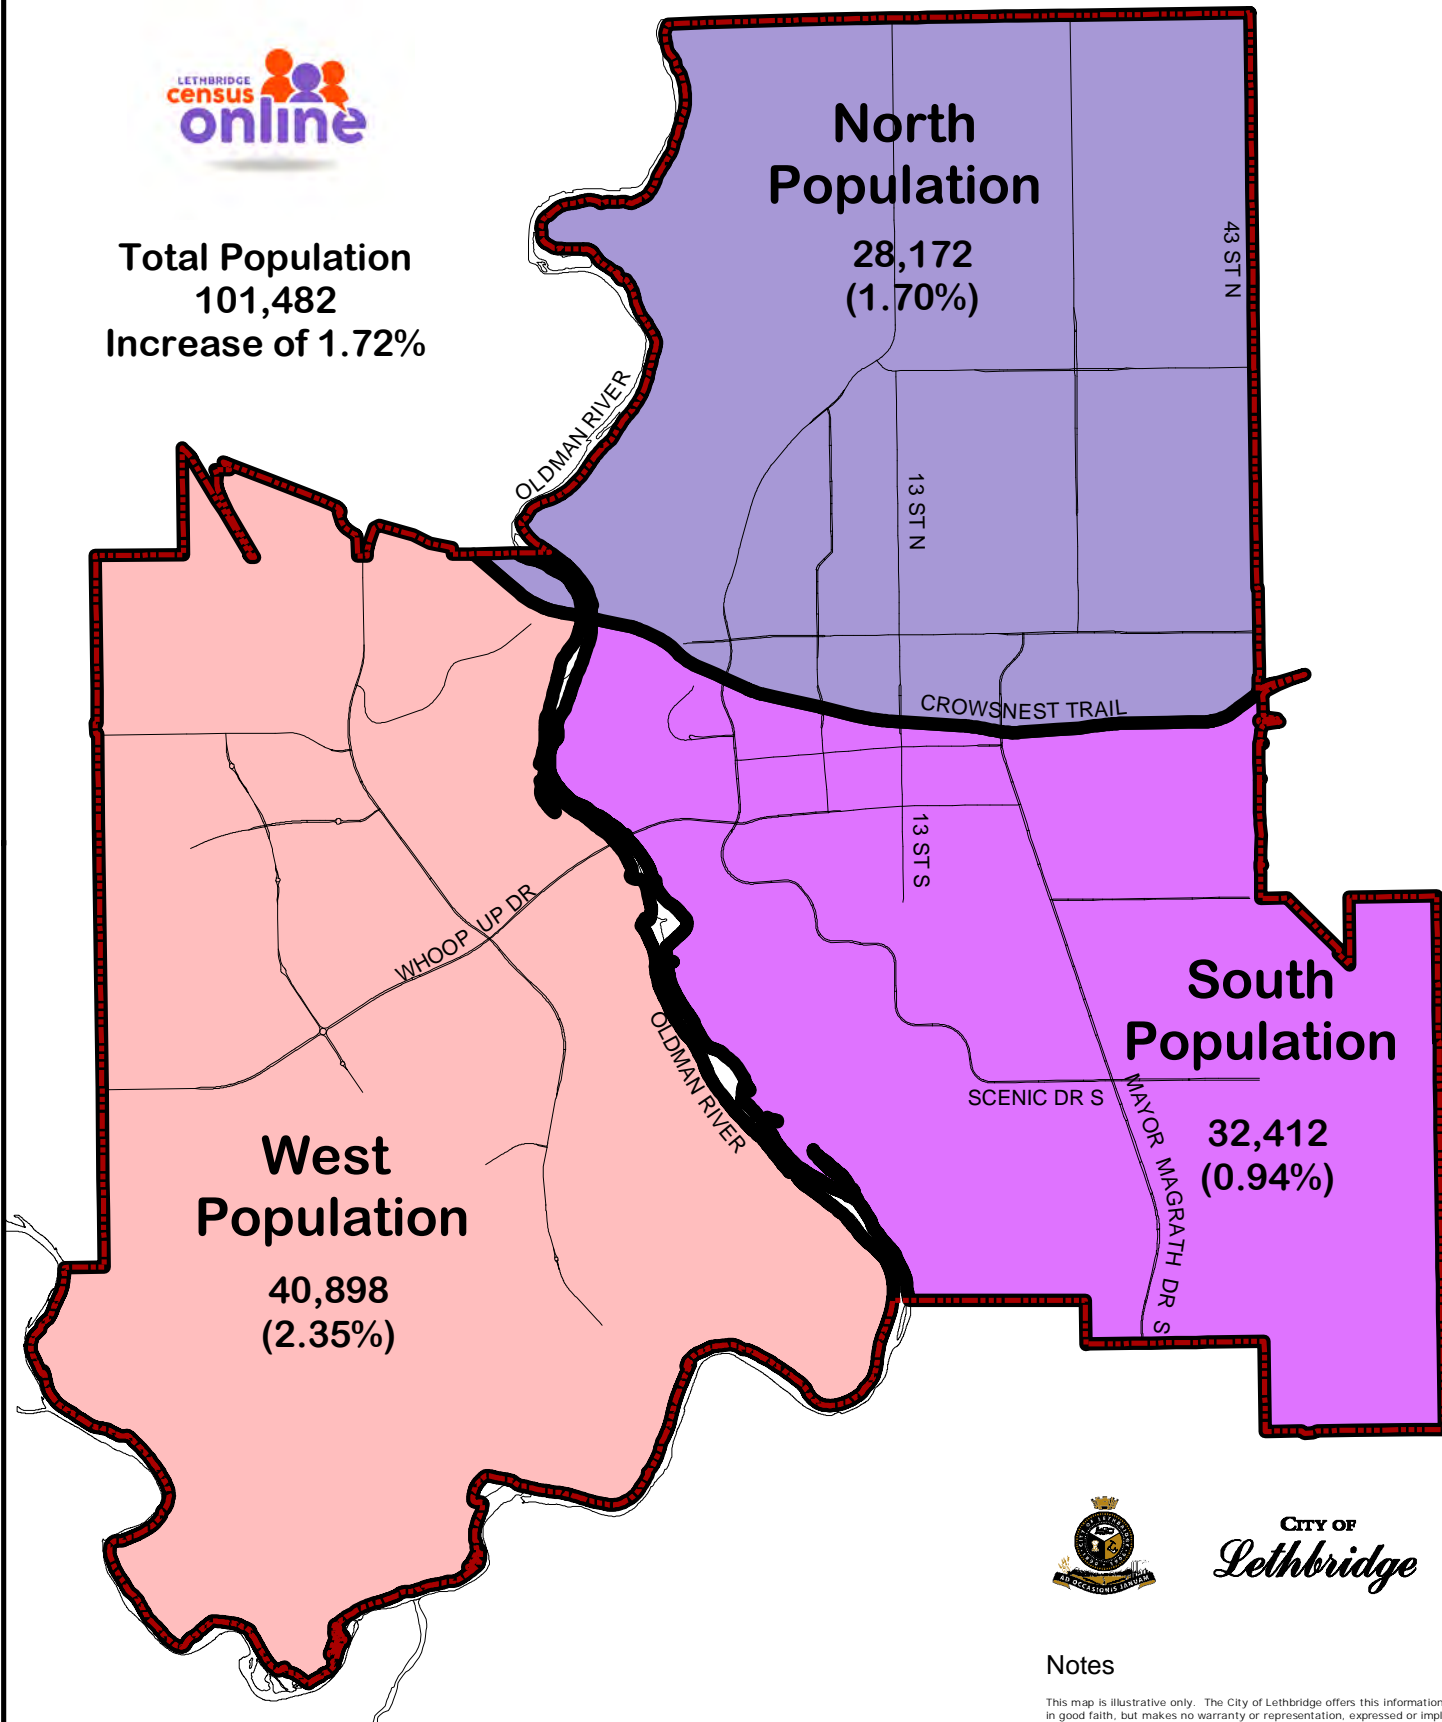 LETHBRIDGE
census
online
Total Population
101,482
Increase of 1.72%
North
Population
28,172
(1.70%)
43 ST N
OLDMAN RIVER
13 ST N
CROWSNEST TRAIL
13 ST S
WHOOP UP DR
OLDMAN RIVER
South
Population
32,412
(0.94%)
SCENIC DR S
MAYOR MAGRATH DR S
West
Population
40,898
(2.35%)
AD OCCASIONIS JANUAM
CITY OF
Lethbridge
Notes
This map is illustrative only. The City of Lethbridge offers this information
in good faith, but makes no warranty or representation, expressed or impl